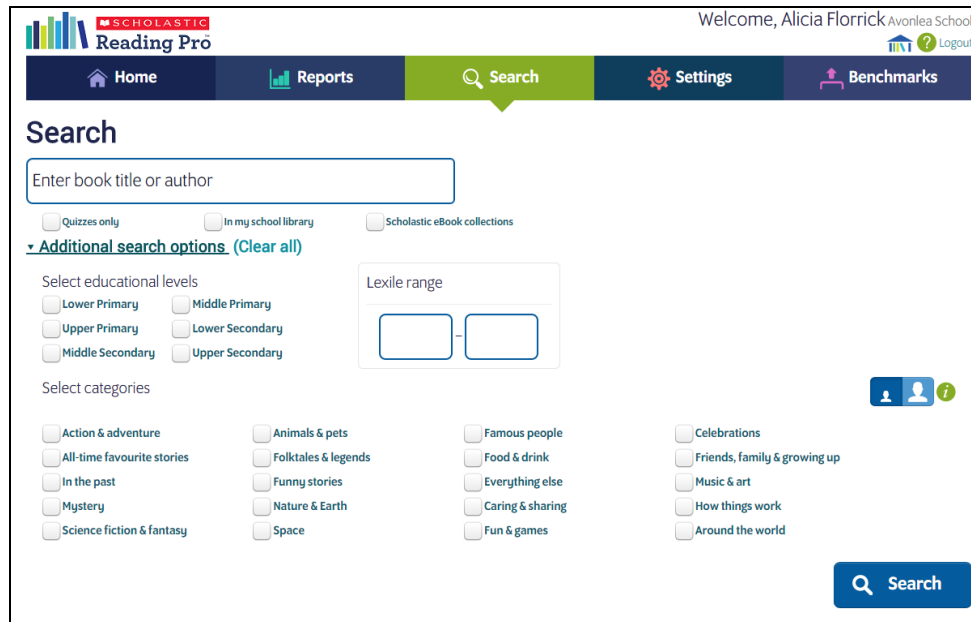 SCHOLASTIC
Reading Pro
Welcome, Alicia Florrick Avonlea School
? Logout
Home Reports Search Settings Benchmarks
Search
Enter book title or author
Quizzes only In my school library Scholastic eBook collections
▾ Additional search options (Clear all)
Select educational levels Lexile range
Lower Primary Middle Primary
Upper Primary Lower Secondary
Middle Secondary Upper Secondary
–
Select categories
i
Action & adventure Animals & pets Famous people Celebrations
All-time favourite stories Folktales & legends Food & drink Friends, family & growing up
In the past Funny stories Everything else Music & art
Mystery Nature & Earth Caring & sharing How things work
Science fiction & fantasy Space Fun & games Around the world
Search